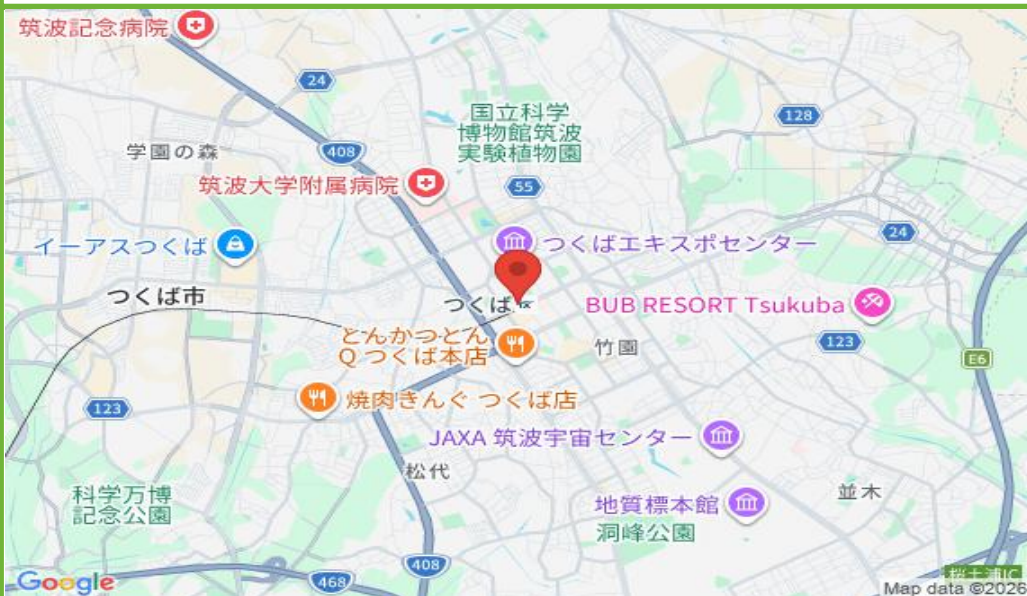 筑波記念病院
24
国立科学
博物館筑波
実験植物園
128
学園の森
408
筑波大学附属病院
55
24
イーアスつくば
つくばエキスポセンター
つくば市
つくば
BUB RESORT Tsukuba
とんかつとん
Q つくば本店
竹園
123
E6
焼肉きんぐ つくば店
123
JAXA 筑波宇宙センター
松代
科学万博
記念公園
地質標本館
並木
洞峰公園
408
468
桜土浦IC
Google
Map data ©2026